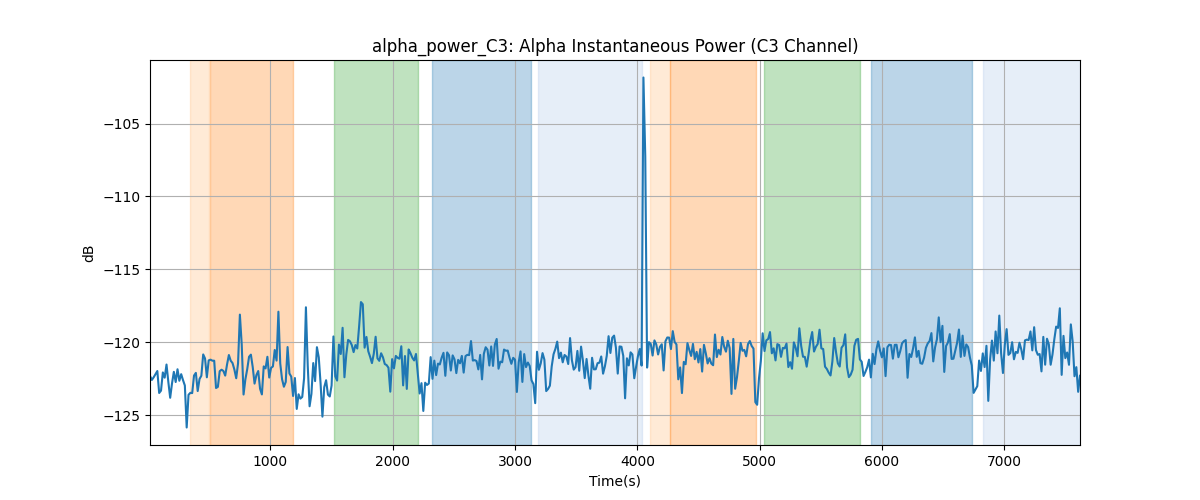 alpha_power_C3: Alpha Instantaneous Power (C3 Channel)
dB
−105
−110
−115
−120
−125
1000 2000 3000 4000 5000 6000 7000
Time(s)